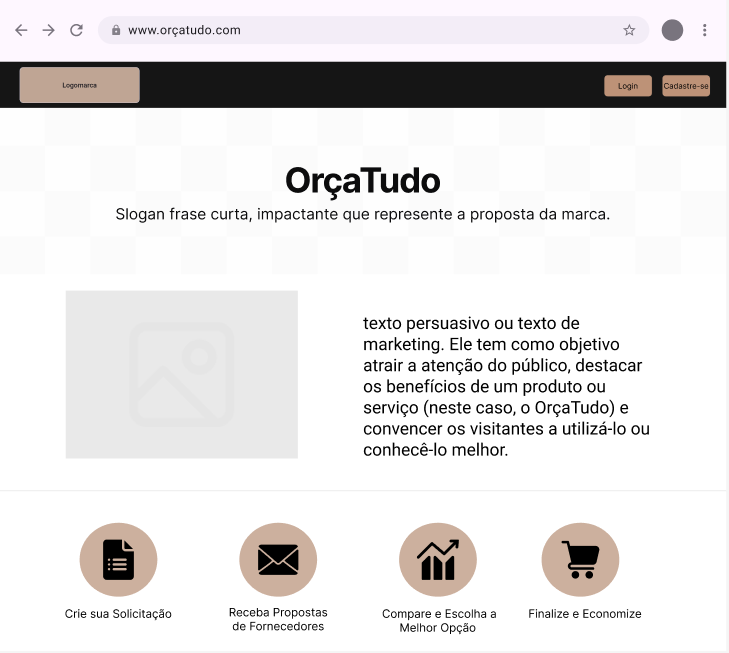 www.orçatudo.com
Logomarca
Login
Cadastre-se
OrçaTudo
Slogan frase curta, impactante que represente a proposta da marca.
texto persuasivo ou texto de
marketing. Ele tem como objetivo
atrair a atenção do público, destacar
os benefícios de um produto ou
serviço (neste caso, o OrçaTudo) e
convencer os visitantes a utilizá-lo ou
conhecê-lo melhor.
Crie sua Solicitação
Receba Propostas
de Fornecedores
Compare e Escolha a
Melhor Opção
Finalize e Economize